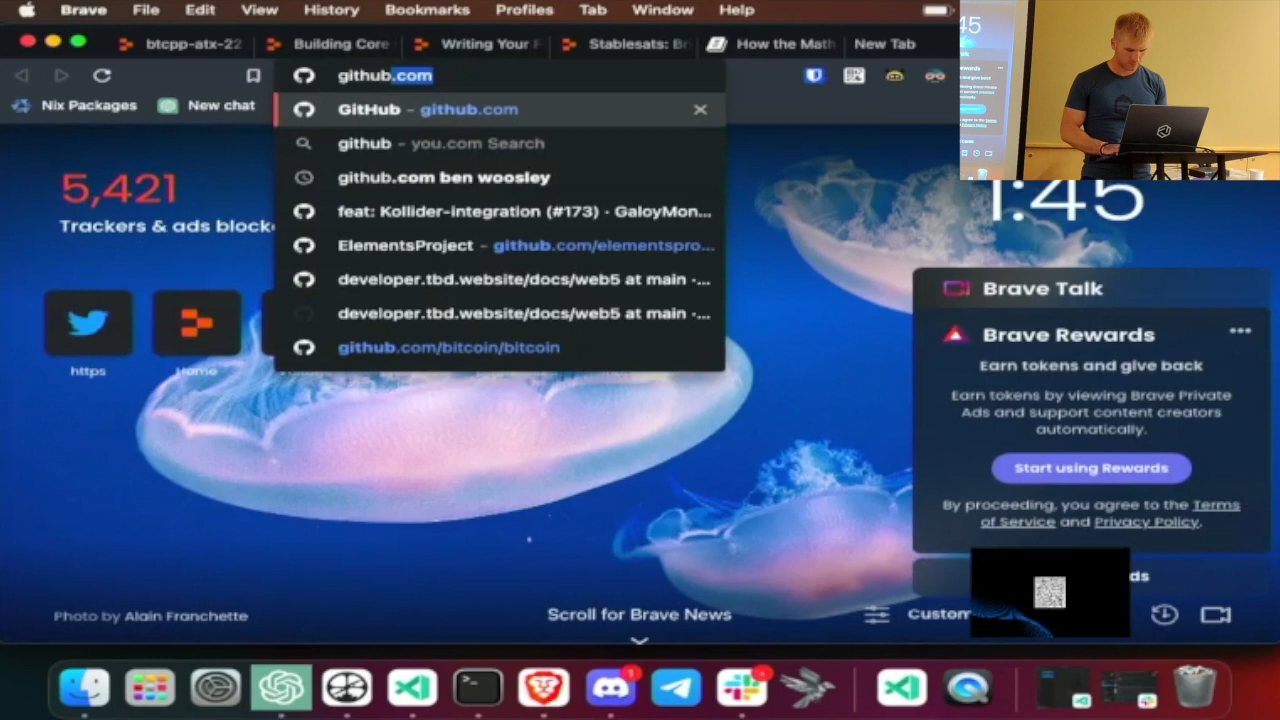 Brave File Edit View History Bookmarks Profiles Tab Window Help
btcpp-atx-22 Building Core Writing Your F Stablesats: Br How the Math New Tab
github.com
Nix Packages New chat
GitHub – github.com
github – you.com Search
github.com ben woosley
feat: Kollider-integration (#173) · GaloyMon...
ElementsProject – github.com/elementspro...
developer.tbd.website/docs/web5 at main ·...
developer.tbd.website/docs/web5 at main ·...
github.com/bitcoin/bitcoin
5,421
Trackers & ads block
https
Home
1:45
45
Rewards
Brave Talk
Brave Rewards
Earn tokens and give back
Earn tokens by viewing Brave Private
Ads and support content creators
automatically.
Start using Rewards
By proceeding, you agree to the Terms
of Service and Privacy Policy.
ds
Photo by Alain Franchette
Scroll for Brave News
Custom
1